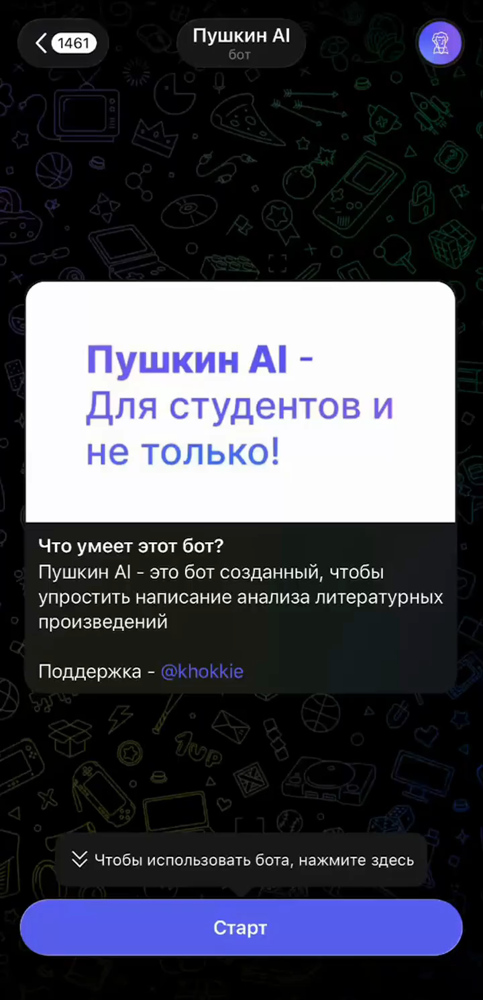 1461
Пушкин AI
бот
Пушкин AI -
Для студентов и
не только!
Что умеет этот бот?
Пушкин AI - это бот созданный, чтобы
упростить написание анализа литературных
произведений
Поддержка - @khokkie
1up
Чтобы использовать бота, нажмите здесь
Старт